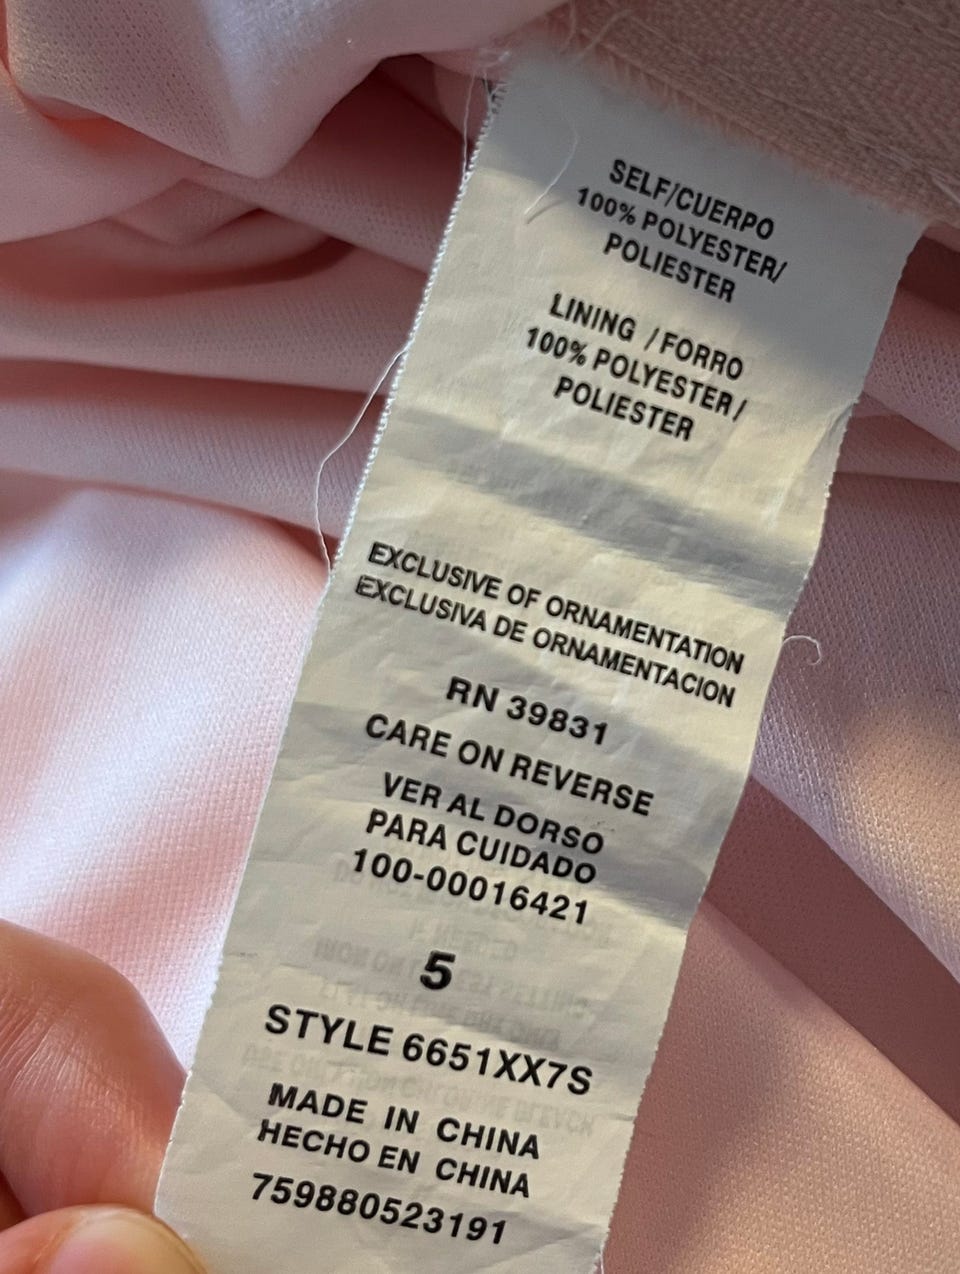 SELF/CUERPO
100% POLYESTER/
POLIESTER
LINING /FORRO
100% POLYESTER/
POLIESTER
EXCLUSIVE OF ORNAMENTATION
EXCLUSIVA DE ORNAMENTACION
RN 39831
CARE ON REVERSE
VER AL DORSO
PARA CUIDADO
100-00016421
5
STYLE 6651XX7S
MADE IN CHINA
HECHO EN CHINA
759880523191